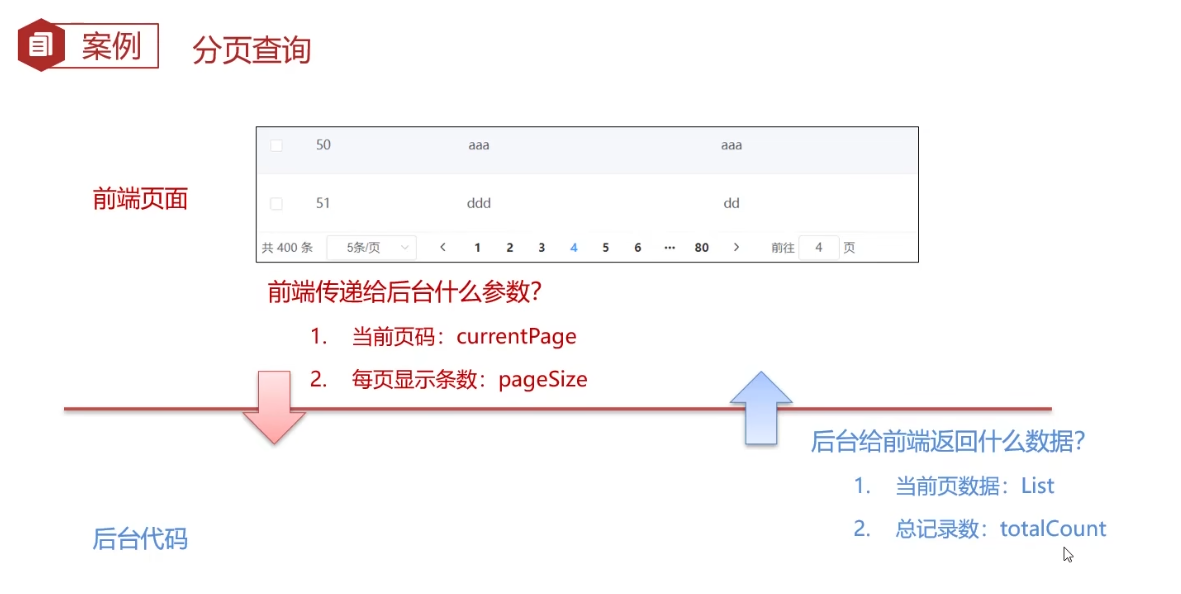 案例 分页查询
前端页面
50 aaa aaa
51 ddd dd
共 400 条 5条/页 1 2 3 4 5 6 ··· 80 前往 4 页
前端传递给后台什么参数?
1. 当前页码：currentPage
2. 每页显示条数：pageSize
后台给前端返回什么数据?
1. 当前页数据：List
2. 总记录数：totalCount
后台代码